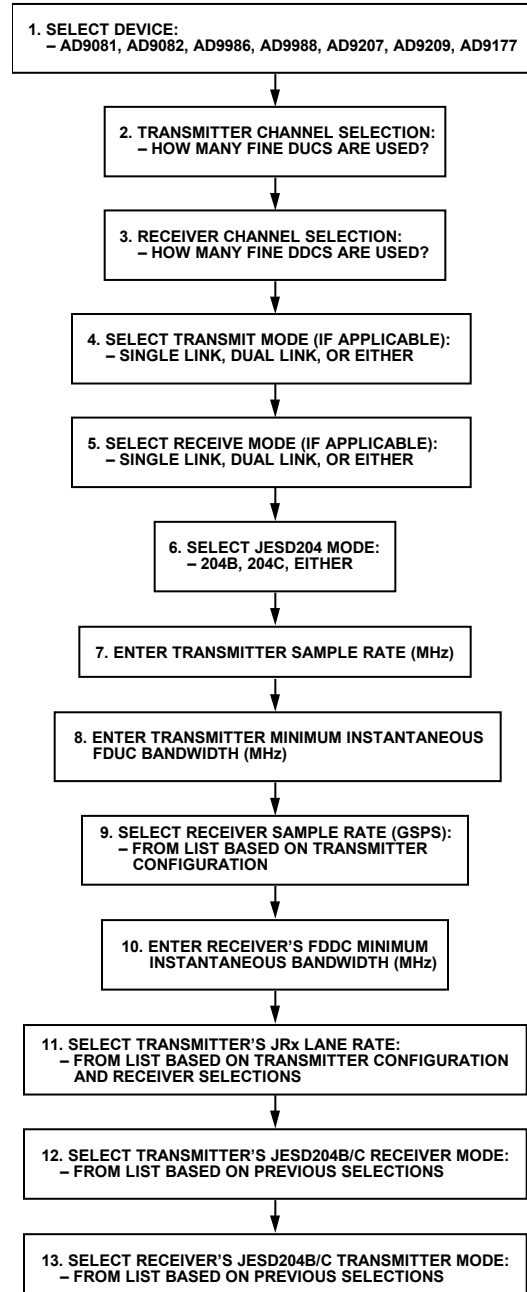 1. SELECT DEVICE:
– AD9081, AD9082, AD9986, AD9988, AD9207, AD9209, AD9177
2. TRANSMITTER CHANNEL SELECTION:
– HOW MANY FINE DUCS ARE USED?
3. RECEIVER CHANNEL SELECTION:
– HOW MANY FINE DDCS ARE USED?
4. SELECT TRANSMIT MODE (IF APPLICABLE):
– SINGLE LINK, DUAL LINK, OR EITHER
5. SELECT RECEIVE MODE (IF APPLICABLE):
– SINGLE LINK, DUAL LINK, OR EITHER
6. SELECT JESD204 MODE:
– 204B, 204C, EITHER
7. ENTER TRANSMITTER SAMPLE RATE (MHz)
8. ENTER TRANSMITTER MINIMUM INSTANTANEOUS
FDUC BANDWIDTH (MHz)
9. SELECT RECEIVER SAMPLE RATE (GSPS):
– FROM LIST BASED ON TRANSMITTER
CONFIGURATION
10. ENTER RECEIVER'S FDDC MINIMUM
INSTANTANEOUS BANDWIDTH (MHz)
11. SELECT TRANSMITTER'S JRx LANE RATE:
– FROM LIST BASED ON TRANSMITTER CONFIGURATION
AND RECEIVER SELECTIONS
12. SELECT TRANSMITTER'S JESD204B/C RECEIVER MODE:
– FROM LIST BASED ON PREVIOUS SELECTIONS
13. SELECT RECEIVER'S JESD204B/C TRANSMITTER MODE:
– FROM LIST BASED ON PREVIOUS SELECTIONS